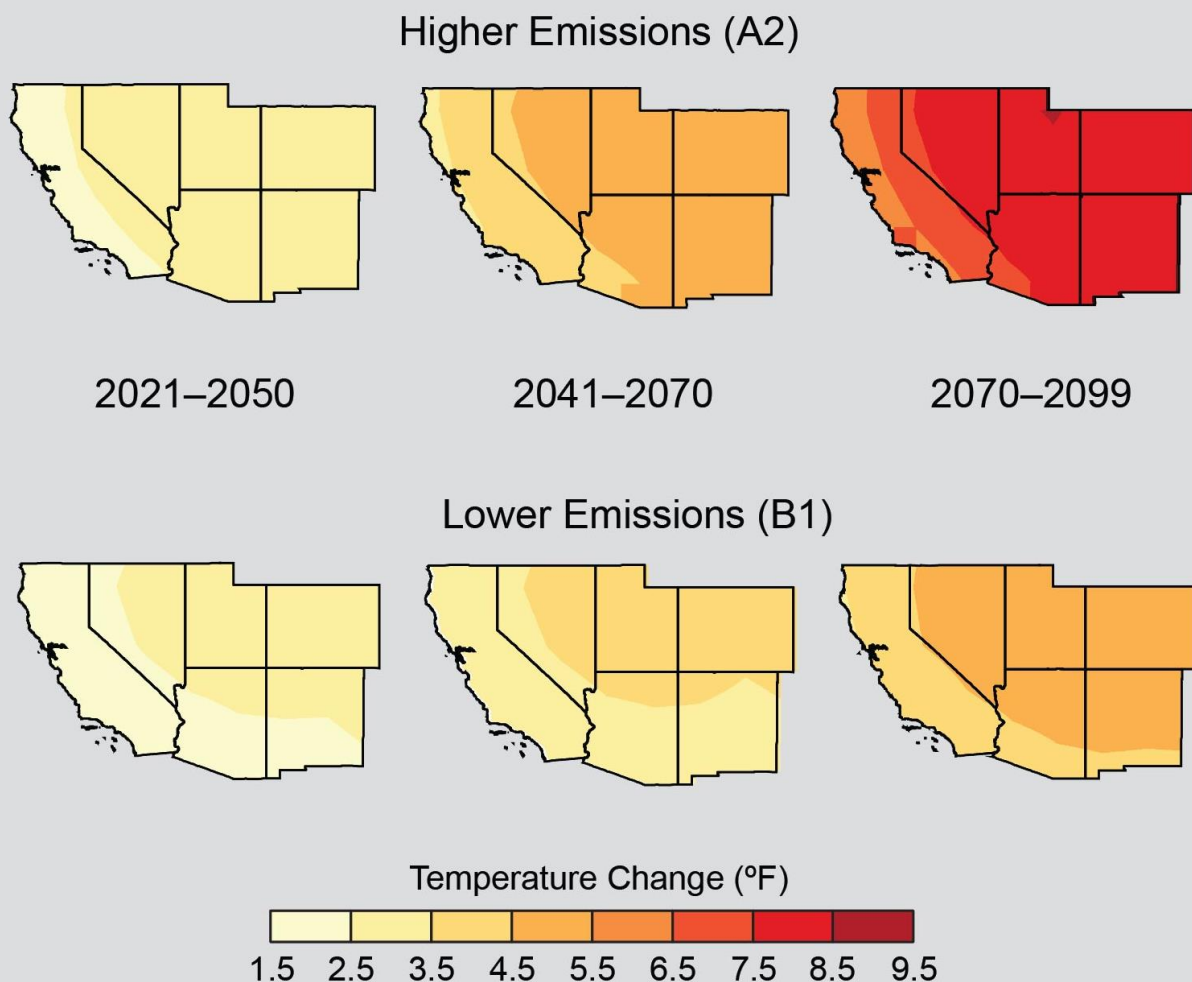 Higher Emissions (A2)
2021–2050 2041–2070 2070–2099
Lower Emissions (B1)
Temperature Change (ºF)
1.5 2.5 3.5 4.5 5.5 6.5 7.5 8.5 9.5